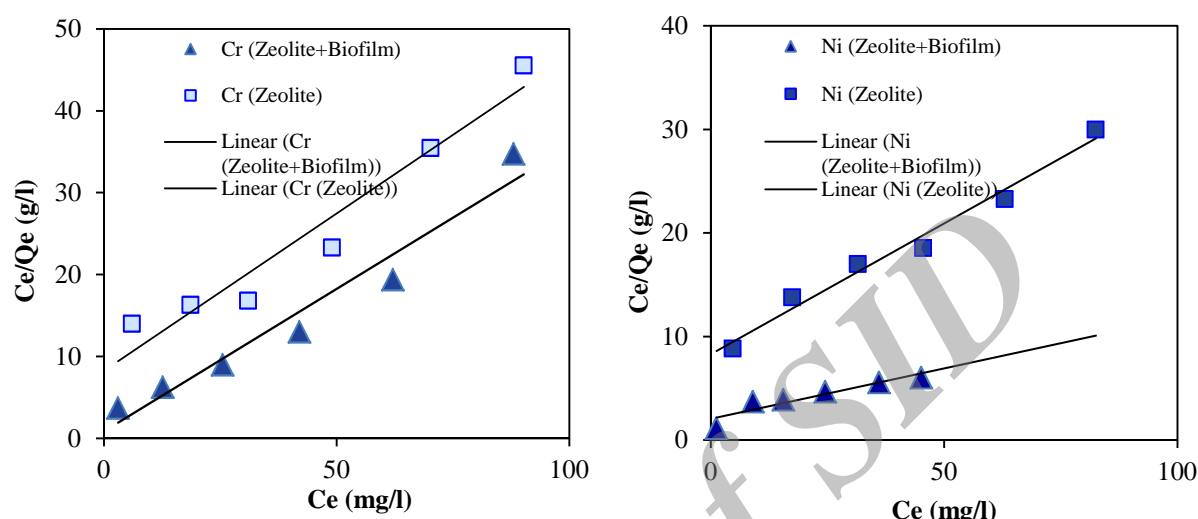 50
40
30
20
10
0
0
50
100
Ce/Qe (g/l)
Ce (mg/l)
Cr (Zeolite+Biofilm)
Cr (Zeolite)
Linear (Cr
(Zeolite+Biofilm))
Linear (Cr (Zeolite))
40
30
20
10
0
0
50
100
Ce/Qe (g/l)
Ce (mg/l)
Ni (Zeolite+Biofilm)
Ni (Zeolite)
Linear (Ni
(Zeolite+Biofilm))
Linear (Ni (Zeolite))
f SID